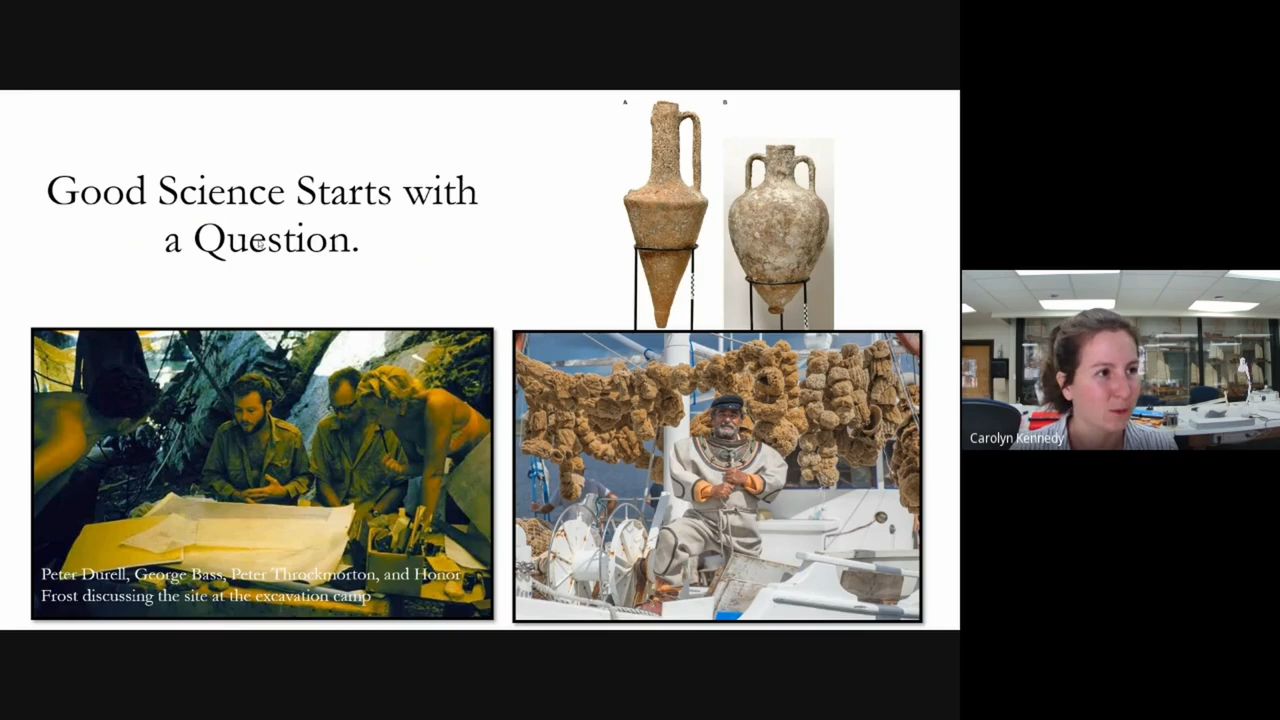 Good Science Starts with
a Question.
A
B
Peter Durell, George Bass, Peter Throckmorton, and Honor
Frost discussing the site at the excavation camp
Carolyn Kennedy